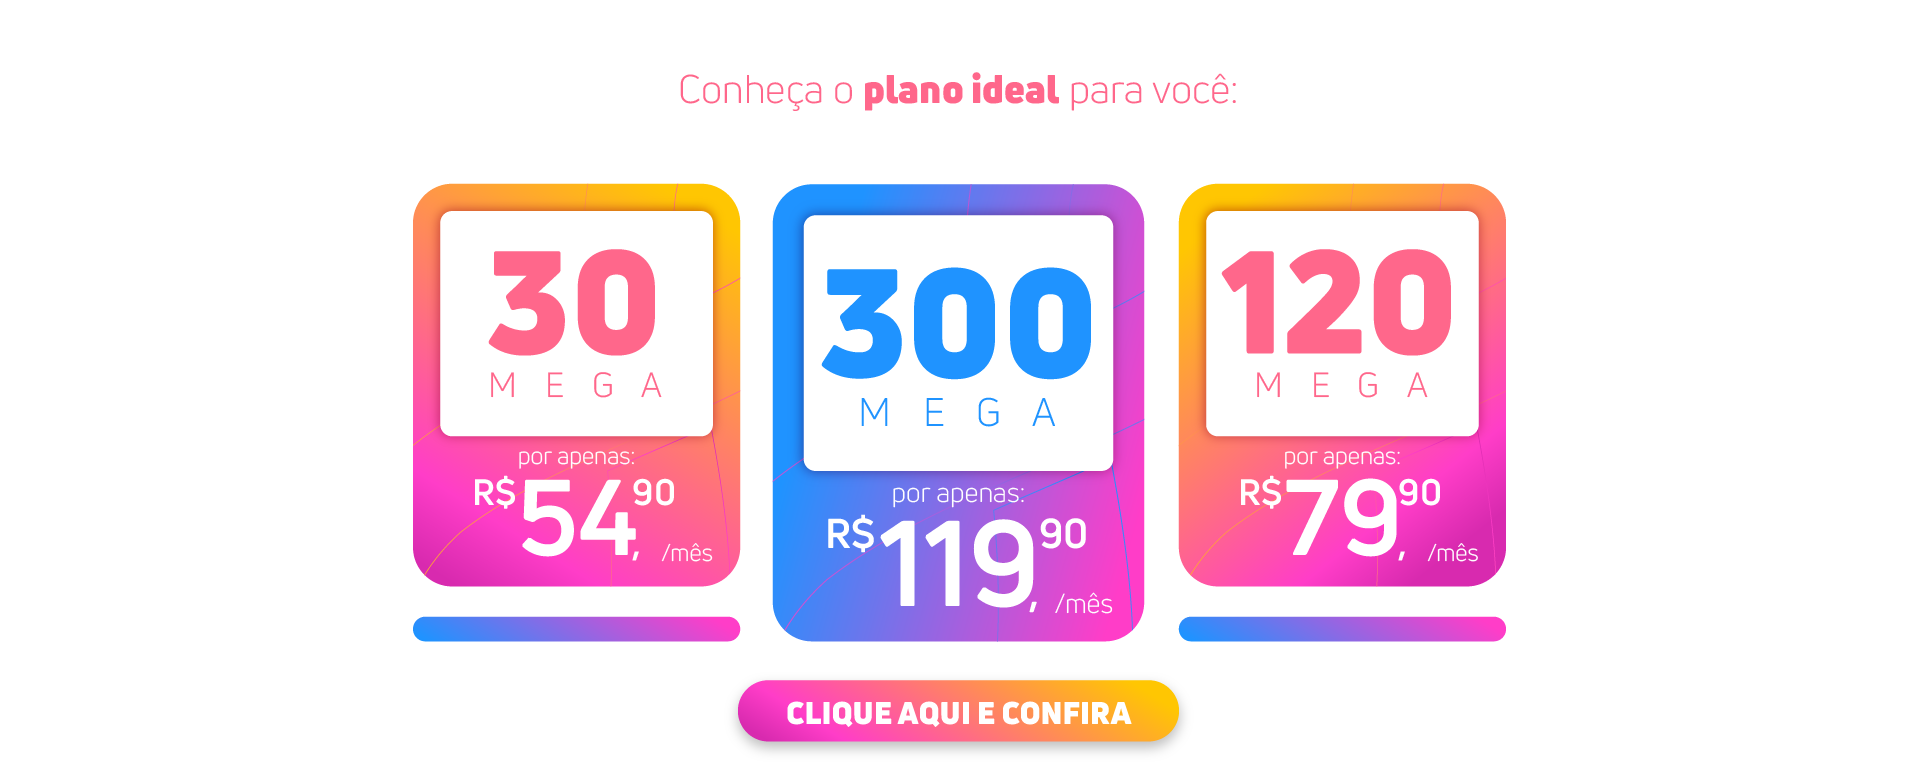 Conheça o plano ideal para você:
30
MEGA
por apenas:
R$54,90 /mês
300
MEGA
por apenas:
R$119,90 /mês
120
MEGA
por apenas:
R$79,90 /mês
CLIQUE AQUI E CONFIRA